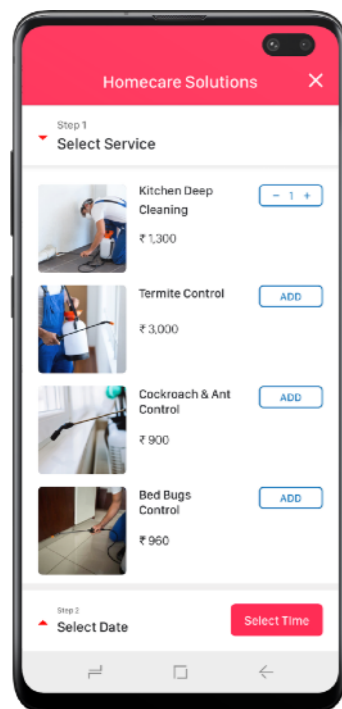 Homecare Solutions
Step 1
Select Service
Kitchen Deep
Cleaning
- 1 +
₹ 1,300
Termite Control
ADD
₹ 3,000
Cockroach & Ant
Control
ADD
₹ 900
Bed Bugs
Control
ADD
₹ 960
Step 2
Select Date
Select Time